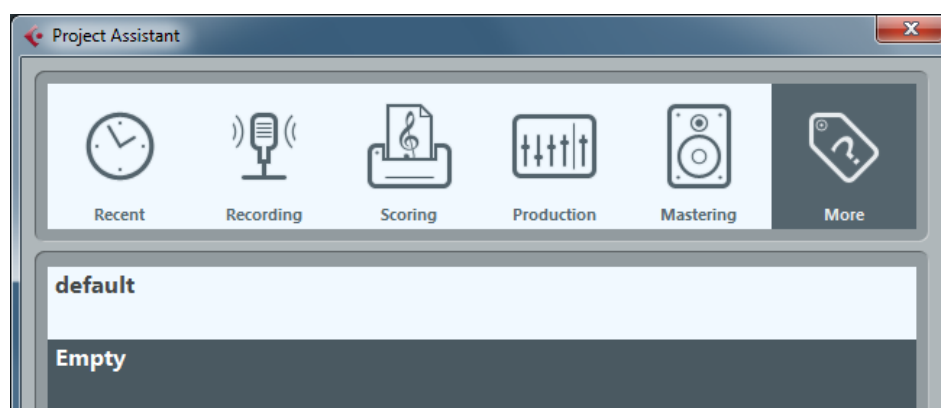 Project Assistant
Recent Recording Scoring Production Mastering More
default
Empty